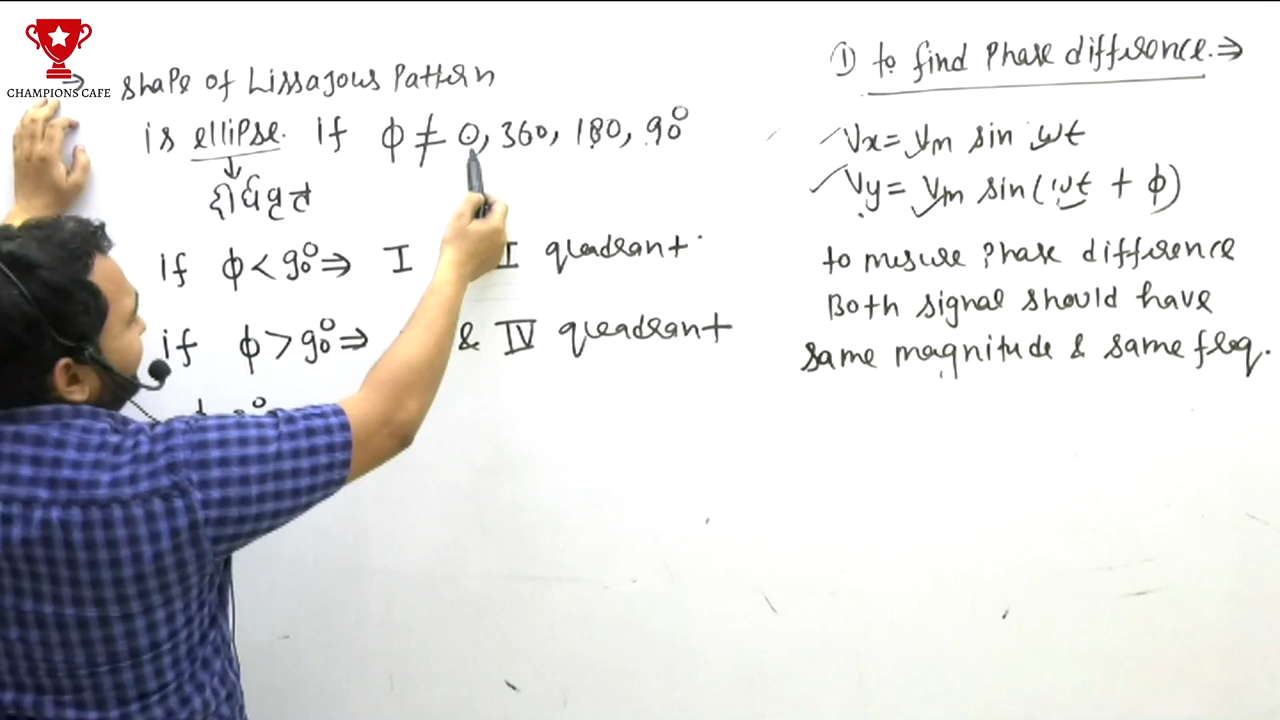 CHAMPIONS CAFE
⇒ shape of Lissajous Pattern
is ellipse. if ϕ ≠ 0, 360, 180, 90°
if ϕ < 90° ⇒ I quadrant
if ϕ > 90° ⇒ & IV quadrant
① to find Phase difference. ⇒
Vx = Vm sin ωt
Vy = Vm sin(ωt + ϕ)
to mesure Phase difference
Both signal should have
same magnitude & same freq.